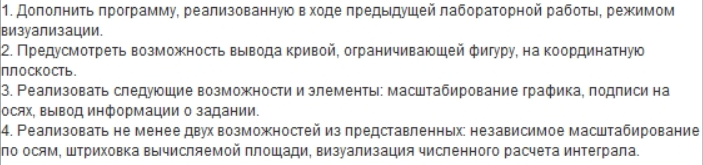 1. Дополнить программу, реализованную в ходе предыдущей лабораторной работы, режимом
визуализации.
2. Предусмотреть возможность вывода кривой, ограничивающей фигуру, на координатную
плоскость.
3. Реализовать следующие возможности и элементы: масштабирование графика, подписи на
осях, вывод информации о задании.
4. Реализовать не менее двух возможностей из представленных: независимое масштабирование
по осям, штриховка вычисляемой площади, визуализация численного расчета интеграла.